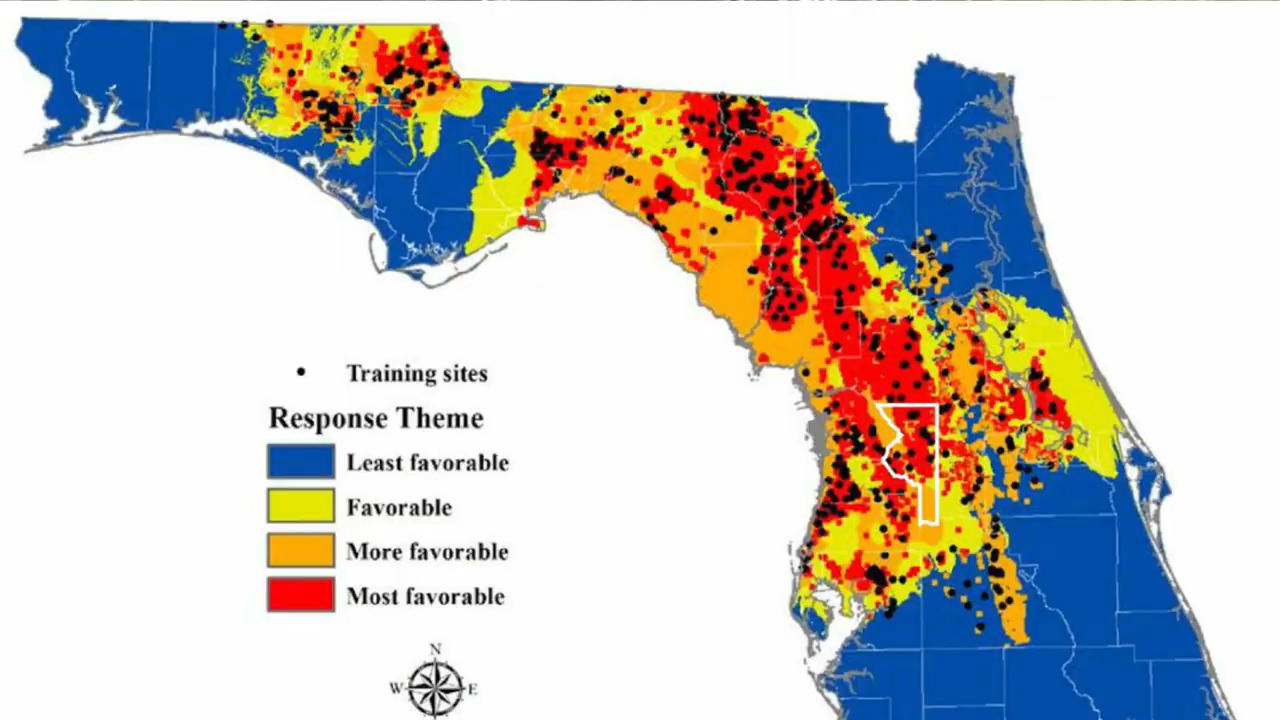 Training sites
Response Theme
Least favorable
Favorable
More favorable
Most favorable
N
W E